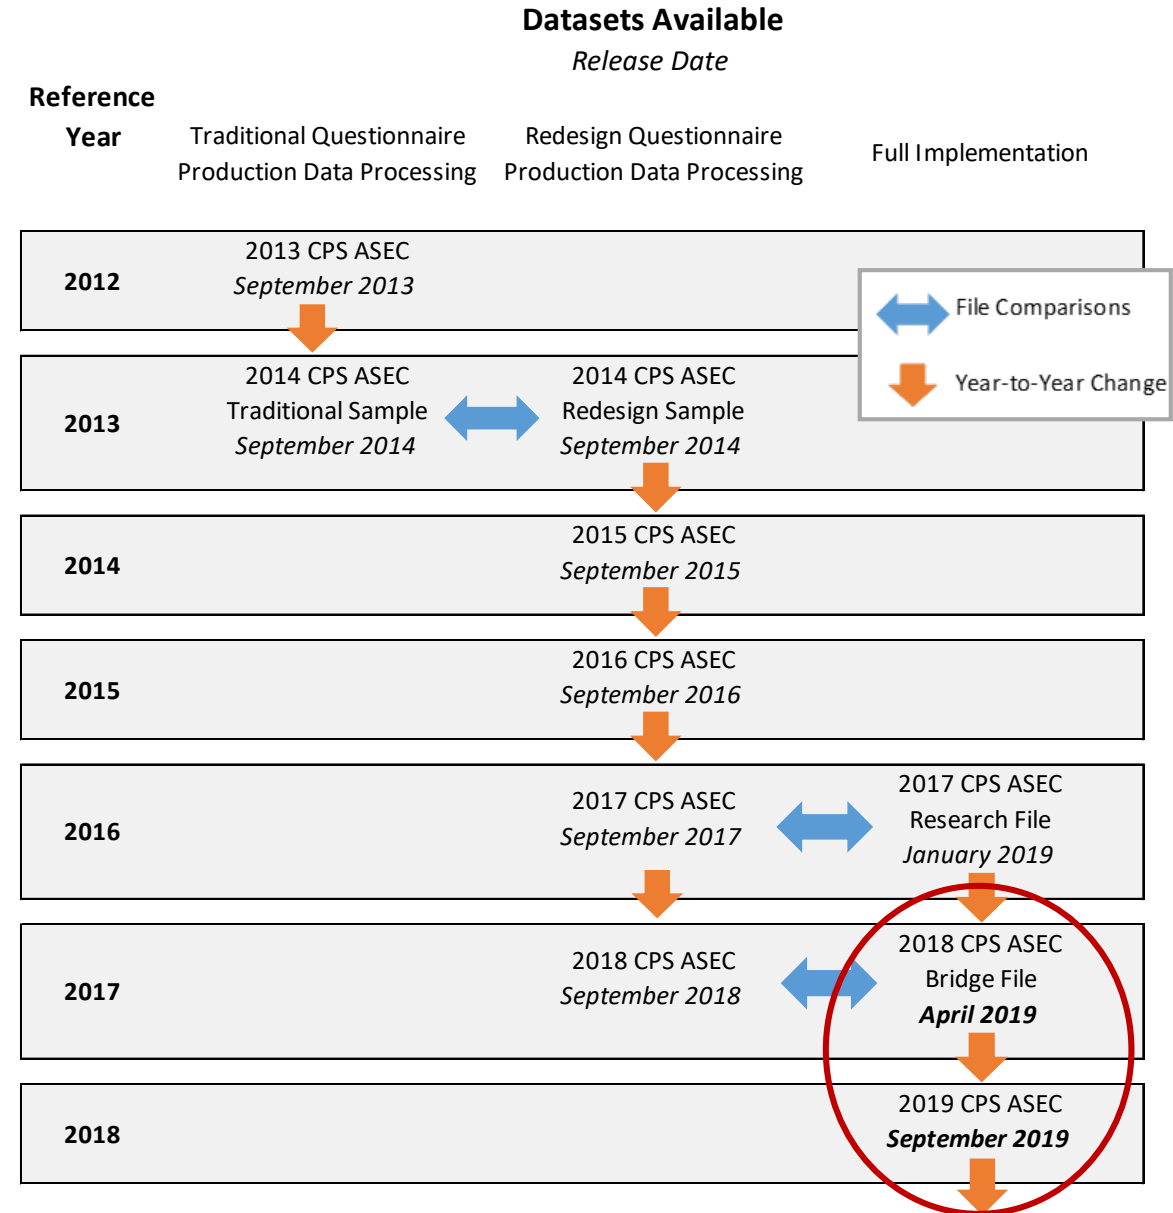 Datasets Available
Release Date
Reference
Year
Traditional Questionnaire
Production Data Processing
Redesign Questionnaire
Production Data Processing
Full Implementation
2012
2013 CPS ASEC
September 2013
File Comparisons
Year-to-Year Change
2013
2014 CPS ASEC
Traditional Sample
September 2014
2014 CPS ASEC
Redesign Sample
September 2014
2014
2015 CPS ASEC
September 2015
2015
2016 CPS ASEC
September 2016
2016
2017 CPS ASEC
September 2017
2017 CPS ASEC
Research File
January 2019
2017
2018 CPS ASEC
September 2018
2018 CPS ASEC
Bridge File
April 2019
2018
2019 CPS ASEC
September 2019